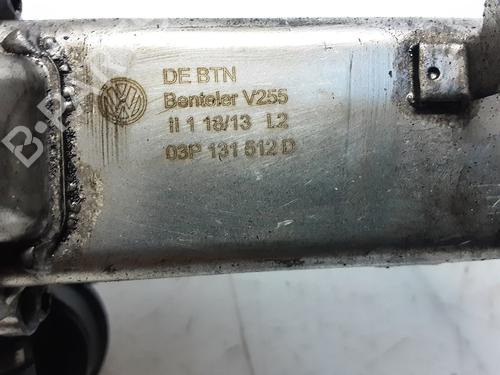 DE BTN
Benteler V255
II 1 18/13 L2
03P 131 512 D